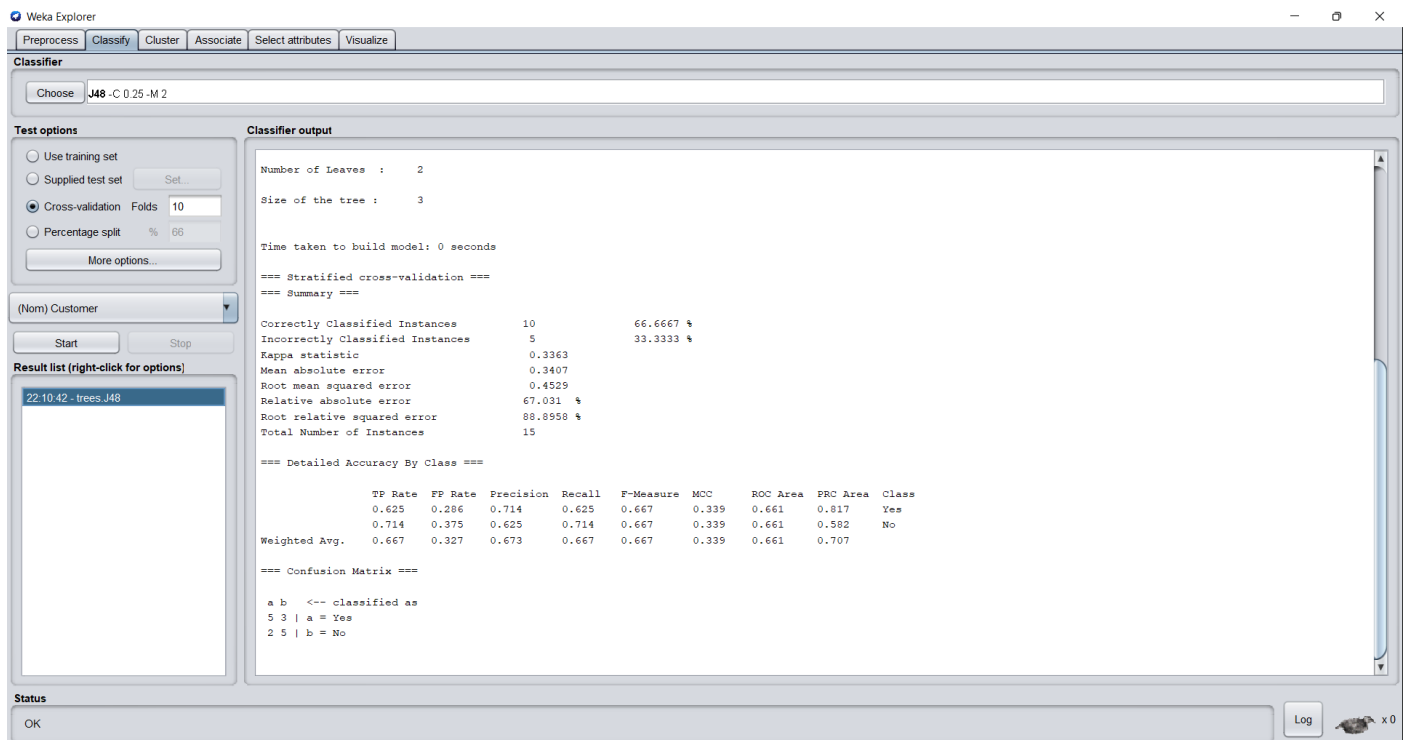 Weka Explorer
Preprocess Classify Cluster Associate Select attributes Visualize
Classifier
Choose J48 -C 0.25 -M 2
Test options
Use training set
Supplied test set Set...
Cross-validation Folds 10
Percentage split % 66
More options...
(Nom) Customer
Start Stop
Result list (right-click for options)
22:10:42 - trees.J48
Classifier output
Number of Leaves : 2
Size of the tree : 3
Time taken to build model: 0 seconds
=== Stratified cross-validation ===
=== Summary ===
Correctly Classified Instances 10 66.6667 %
Incorrectly Classified Instances 5 33.3333 %
Kappa statistic 0.3363
Mean absolute error 0.3407
Root mean squared error 0.4529
Relative absolute error 67.031 %
Root relative squared error 88.8958 %
Total Number of Instances 15
=== Detailed Accuracy By Class ===
TP Rate FP Rate Precision Recall F-Measure MCC ROC Area PRC Area Class
0.625 0.286 0.714 0.625 0.667 0.339 0.661 0.817 Yes
0.714 0.375 0.625 0.714 0.667 0.339 0.661 0.582 No
Weighted Avg. 0.667 0.327 0.673 0.667 0.667 0.339 0.661 0.707
=== Confusion Matrix ===
a b <-- classified as
5 3 | a = Yes
2 5 | b = No
Status
OK
Log
x 0